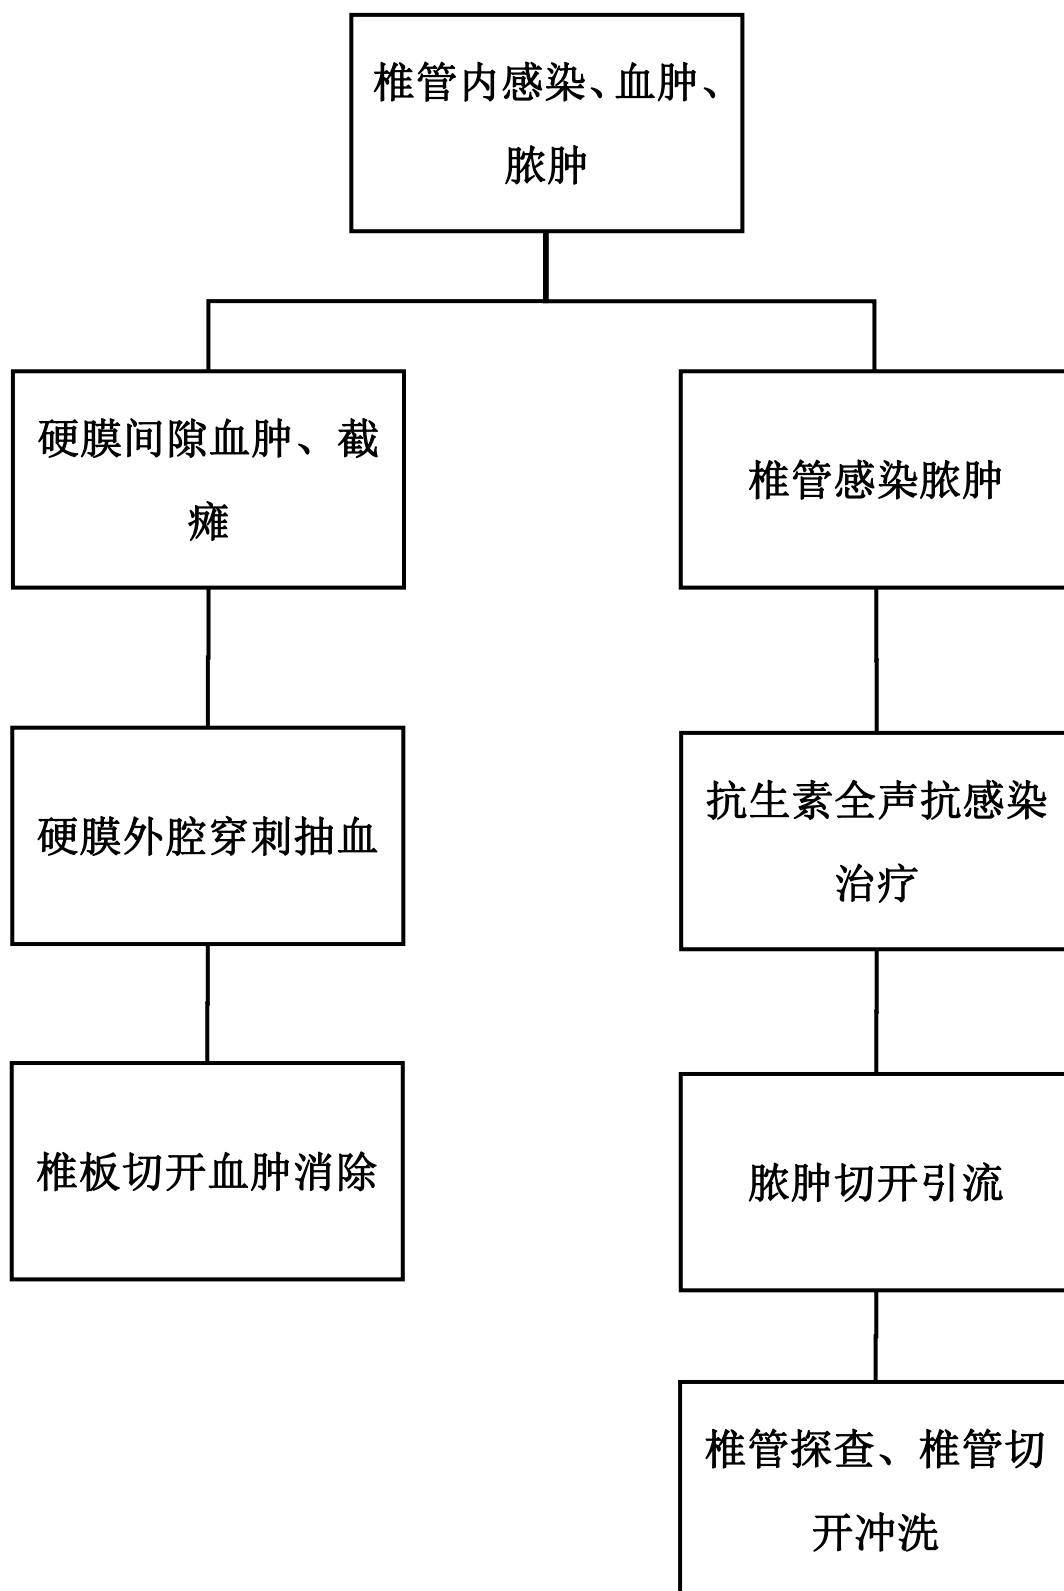 椎管内感染、血肿、
脓肿
硬膜间隙血肿、截
瘫
椎管感染脓肿
硬膜外腔穿刺抽血
抗生素全声抗感染
治疗
椎板切开血肿消除
脓肿切开引流
椎管探查、椎管切
开冲洗